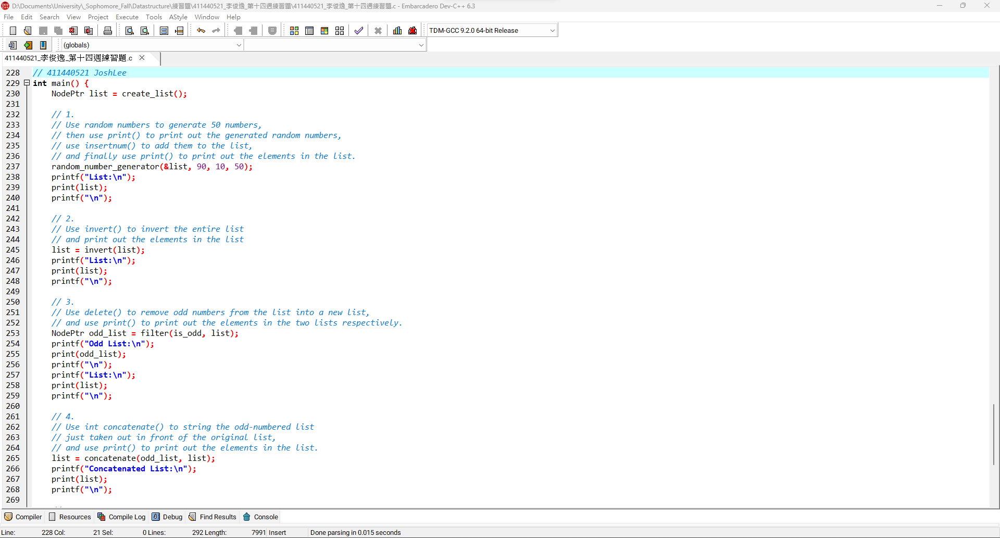 D:\Documents\University\_Sophomore_Fall\Datastructure\練習題\411440521_李俊逸_第十四週練習題\411440521_李俊逸_第十四週練習題.c - Embarcadero Dev-C++ 6.3
File Edit Search View Project Execute Tools AStyle Window Help
TDM-GCC 9.2.0 64-bit Release
(globals)
411440521_李俊逸_第十四週練習題.c
228 // 411440521 JoshLee
229 int main() {
230     NodePtr list = create_list();
231
232     // 1.
233     // Use random numbers to generate 50 numbers,
234     // then use print() to print out the generated random numbers,
235     // use insertnum() to add them to the list,
236     // and finally use print() to print out the elements in the list.
237     random_number_generator(&list, 90, 10, 50);
238     printf("List:\n");
239     print(list);
240     printf("\n");
241
242     // 2.
243     // Use invert() to invert the entire list
244     // and print out the elements in the list
245     list = invert(list);
246     printf("List:\n");
247     print(list);
248     printf("\n");
249
250     // 3.
251     // Use delete() to remove odd numbers from the list into a new list,
252     // and use print() to print out the elements in the two lists respectively.
253     NodePtr odd_list = filter(is_odd, list);
254     printf("Odd List:\n");
255     print(odd_list);
256     printf("\n");
257     printf("List:\n");
258     print(list);
259     printf("\n");
260
261     // 4.
262     // Use int concatenate() to string the odd-numbered list
263     // just taken out in front of the original list,
264     // and use print() to print out the elements in the list.
265     list = concatenate(odd_list, list);
266     printf("Concatenated List:\n");
267     print(list);
268     printf("\n");
269
Compiler Resources Compile Log Debug Find Results Console
Line: 228 Col: 21 Sel: 0 Lines: 292 Length: 7991 Insert Done parsing in 0.015 seconds